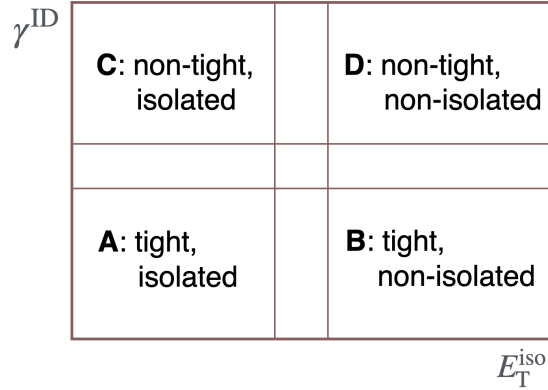 γ^ID
C: non-tight,
isolated
D: non-tight,
non-isolated
A: tight,
isolated
B: tight,
non-isolated
E_T^iso